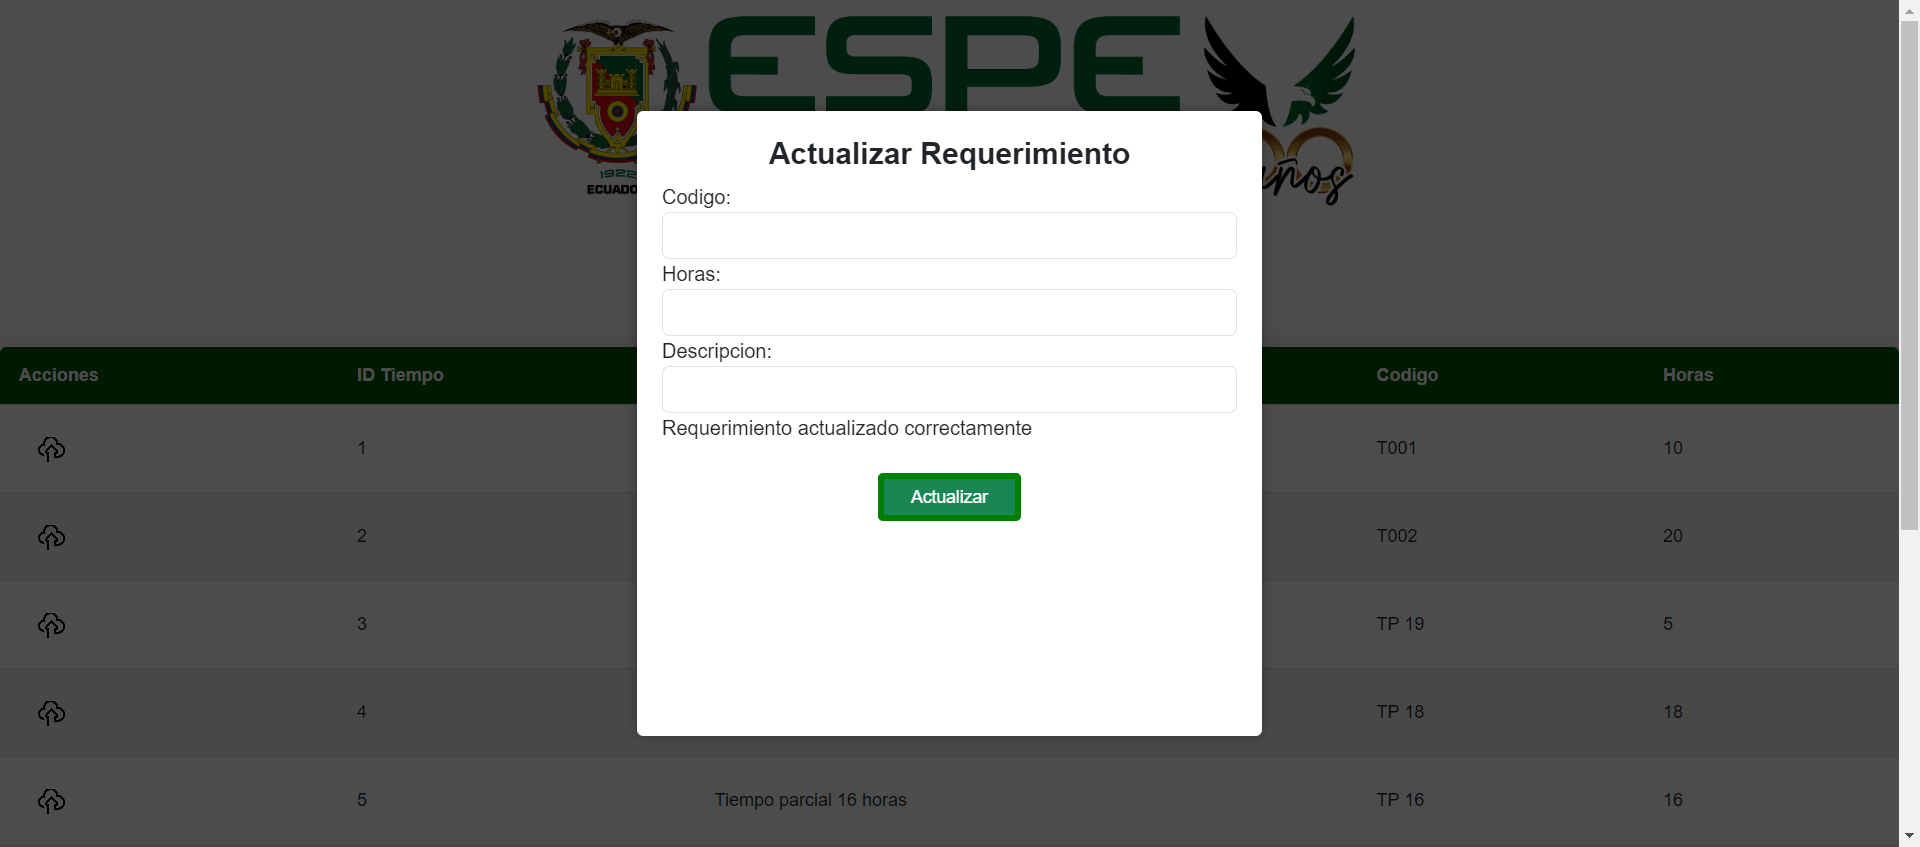 ESPE
1922
ECUADO
años
Actualizar Requerimiento
Codigo:
Horas:
Descripcion:
Requerimiento actualizado correctamente
Actualizar
Acciones ID Tiempo Codigo Horas
1 T001 10
2 T002 20
3 TP 19 5
4 TP 18 18
5 Tiempo parcial 16 horas TP 16 16